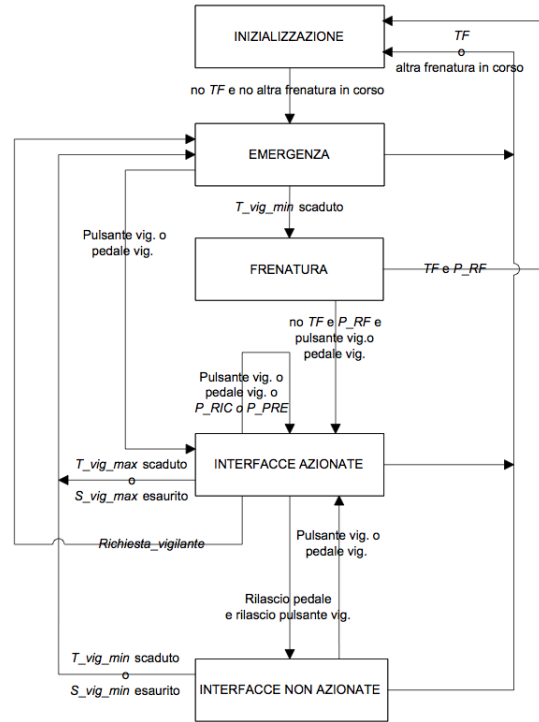 INIZIALIZZAZIONE
TF
o
altra frenatura in corso
no TF e no altra frenatura in corso
EMERGENZA
T_vig_min scaduto
Pulsante vig. o
pedale vig.
FRENATURA
TF e P_RF
no TF e P_RF e
pulsante vig.o
pedale vig.
Pulsante vig. o
pedale vig. o
P_RIC o P_PRE
INTERFACCE AZIONATE
T_vig_max scaduto
o
S_vig_max esaurito
Richiesta_vigilante
Pulsante vig. o
pedale vig.
Rilascio pedale
e rilascio pulsante vig.
T_vig_min scaduto
o
S_vig_min esaurito
INTERFACCE NON AZIONATE